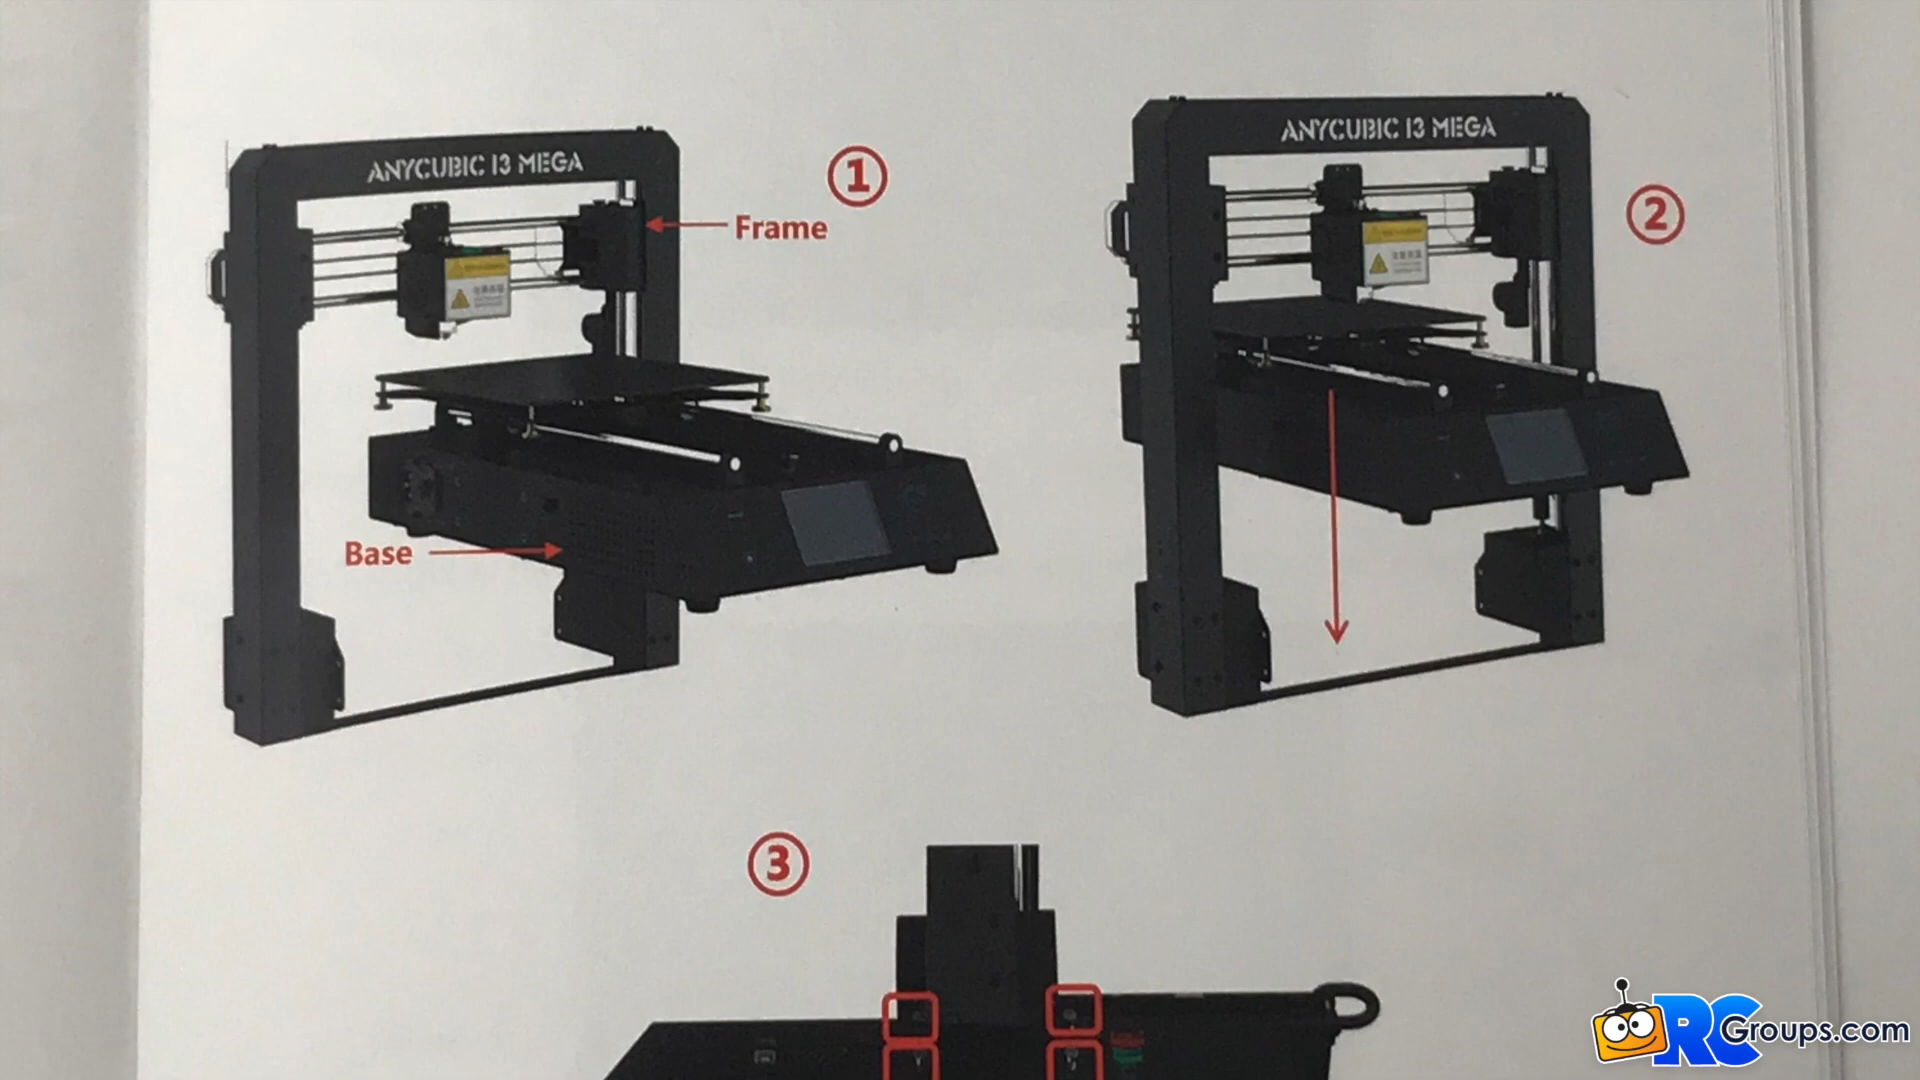 ANYCUBIC I3 MEGA
①
Frame
Base
ANYCUBIC I3 MEGA
②
③
RCGroups.com